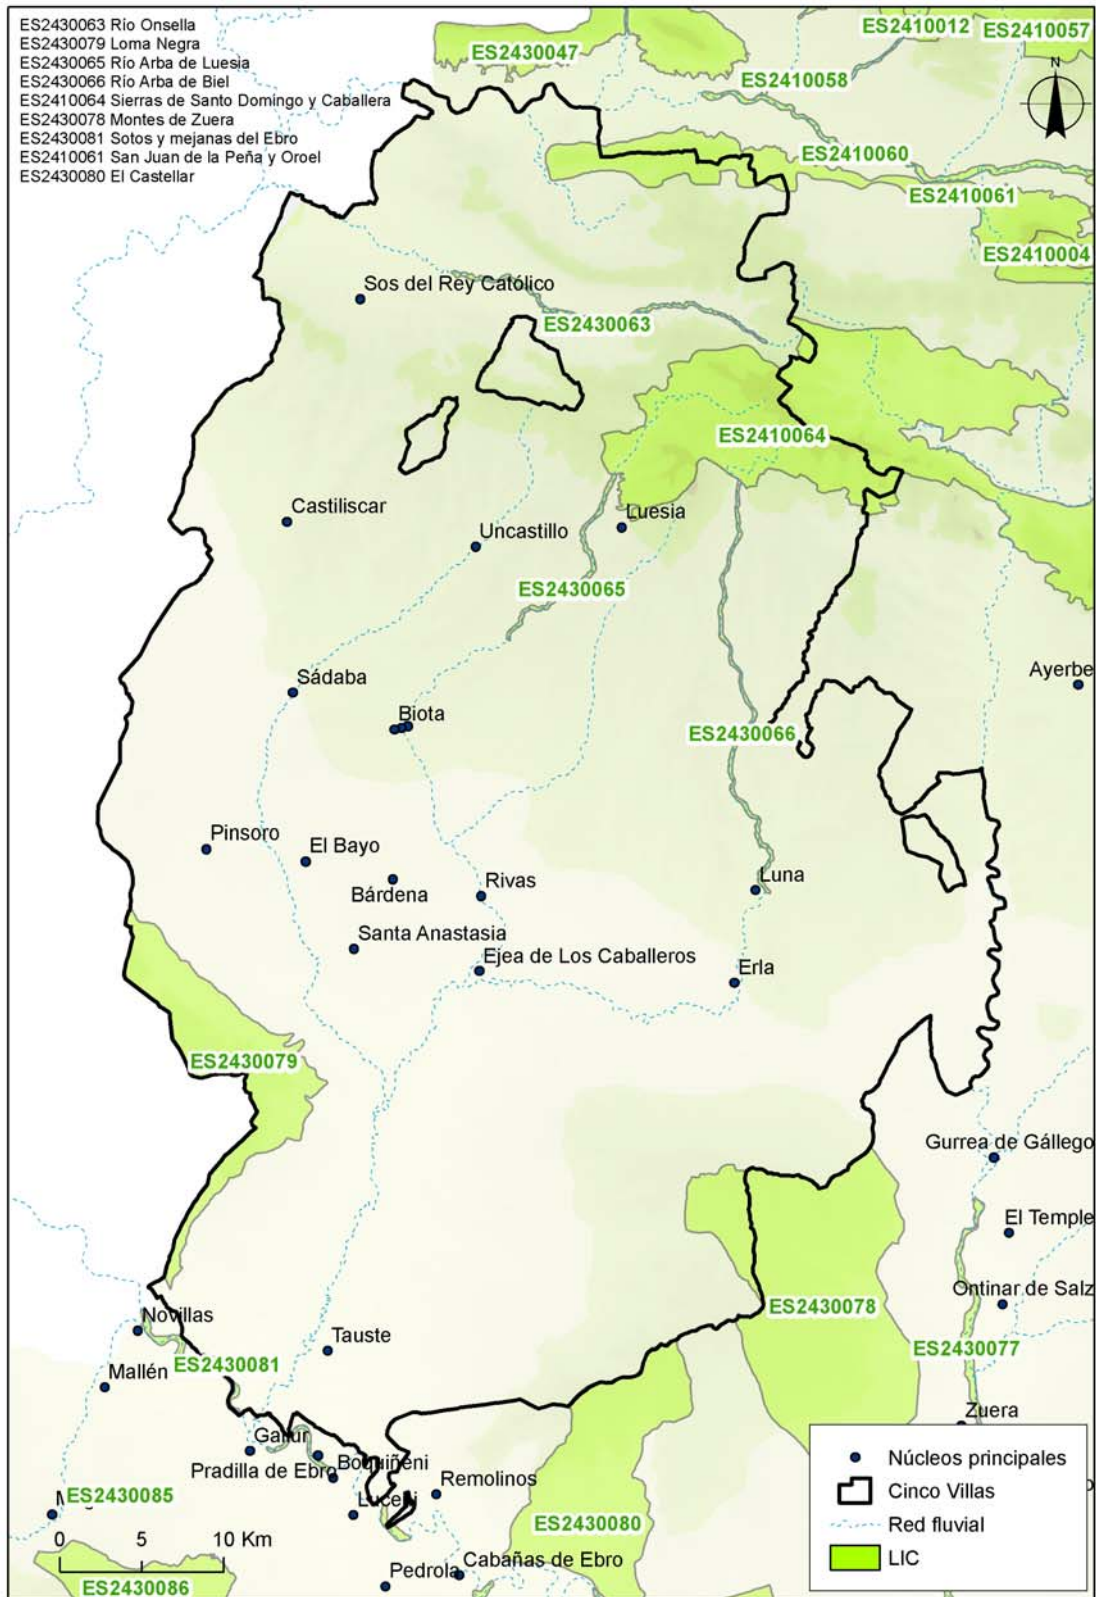 ES2430063 Río Onsella
ES2430079 Loma Negra
ES2430065 Río Arba de Luesia
ES2430066 Río Arba de Biel
ES2410064 Sierras de Santo Domingo y Caballera
ES2430078 Montes de Zuera
ES2430081 Sotos y mejanas del Ebro
ES2410061 San Juan de la Peña y Oroel
ES2430080 El Castellar
ES2430047
ES2410012
ES2410057
ES2410058
N
ES2410060
ES2410061
ES2410004
Sos del Rey Católico
ES2430063
ES2410064
Castiliscar
Luesia
Uncastillo
ES2430065
Ayerbe
Sádaba
Biota
ES2430066
Pinsoro
El Bayo
Bárdena
Rivas
Luna
Santa Anastasia
Ejea de Los Caballeros
Erla
ES2430079
Gurrea de Gállego
El Temple
Ontinar de Salz
ES2430078
Novillas
Tauste
ES2430077
ES2430081
Mallén
Zuera
Gallur
Boquiñeni
Pradilla de Ebro
Remolinos
Luceni
ES2430085
ES2430080
0 5 10 Km
Cabañas de Ebro
Pedrola
ES2430086
Núcleos principales
Cinco Villas
Red fluvial
LIC